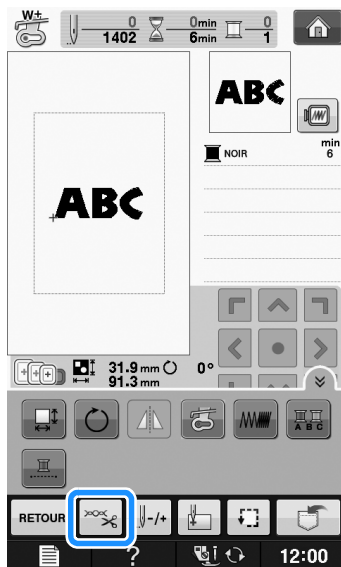 W+
0 0min 0
1402 6min 1
ABC
ABC
min
NOIR 6
31.9 mm 0°
91.3 mm
A B C
RETOUR -/+
? 12:00